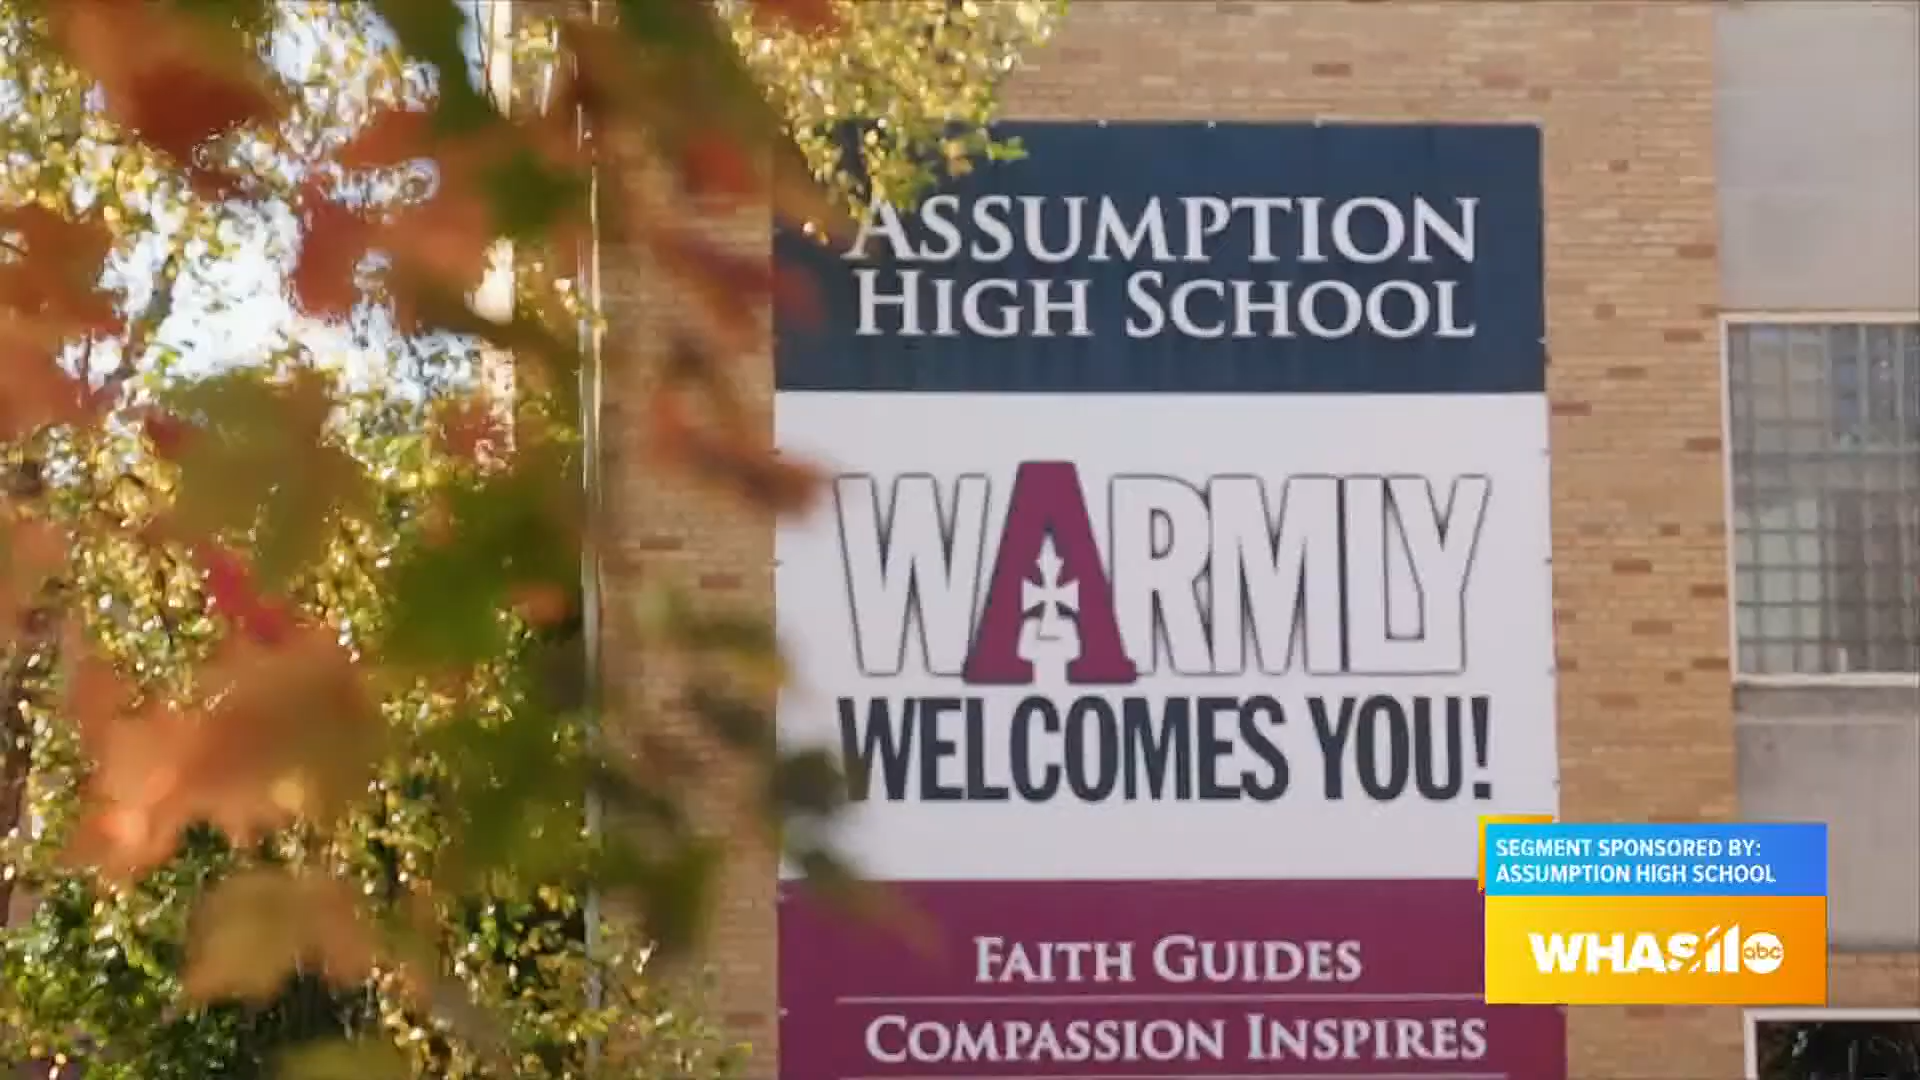 ASSUMPTION
HIGH SCHOOL
WARMLY
WELCOMES YOU!
FAITH GUIDES
COMPASSION INSPIRES
SEGMENT SPONSORED BY:
ASSUMPTION HIGH SCHOOL
WHAS11 abc